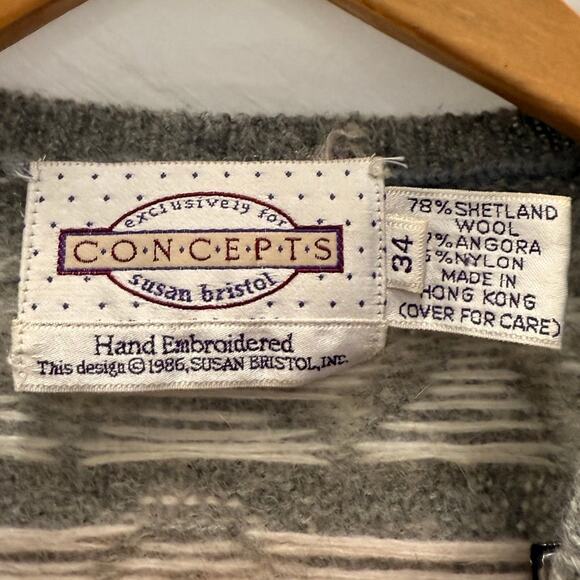 exclusively for
C·O·N·C·E·P·T·S
susan bristol
Hand Embroidered
This design © 1986, SUSAN BRISTOL, INC.
34
78% SHETLAND
WOOL
7% ANGORA
% NYLON
MADE IN
HONG KONG
(OVER FOR CARE)